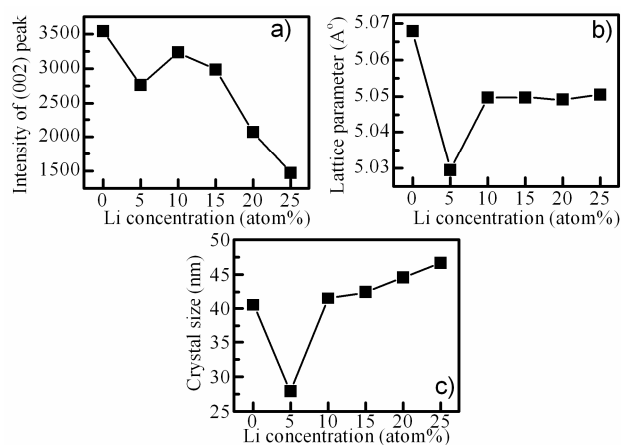 a)
Intensity of (002) peak
3500
3000
2500
2000
1500
0 5 10 15 20 25
Li concentration (atom%)
b)
Lattice parameter (A°)
5.07
5.06
5.05
5.04
5.03
0 5 10 15 20 25
Li concentration (atom%)
c)
Crystal size (nm)
50
45
40
35
30
25
0 5 10 15 20 25
Li concentration (atom%)